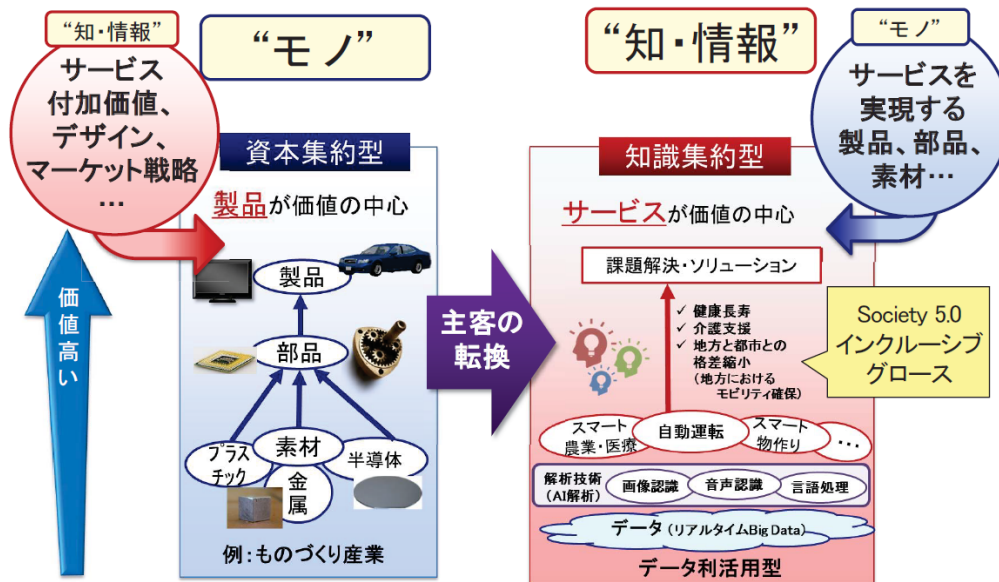 “知・情報”
サービス
付加価値、
デザイン、
マーケット戦略
…
“モノ”
資本集約型
製品が価値の中心
製品
部品
プラス
チック
素材
金
属
半導体
例：ものづくり産業
価値高い
主客の
転換
“知・情報”
知識集約型
サービスが価値の中心
課題解決・ソリューション
✓ 健康長寿
✓ 介護支援
✓ 地方と都市との
格差縮小
(地方における
モビリティ確保)
スマート
農業・医療
自動運転
スマート
物作り
・・・
解析技術
(AI解析)
画像認識
音声認識
言語処理
データ (リアルタイムBig Data)
データ利活用型
“モノ”
サービスを
実現する
製品、部品、
素材…
Society 5.0
インクルーシブ
グロース